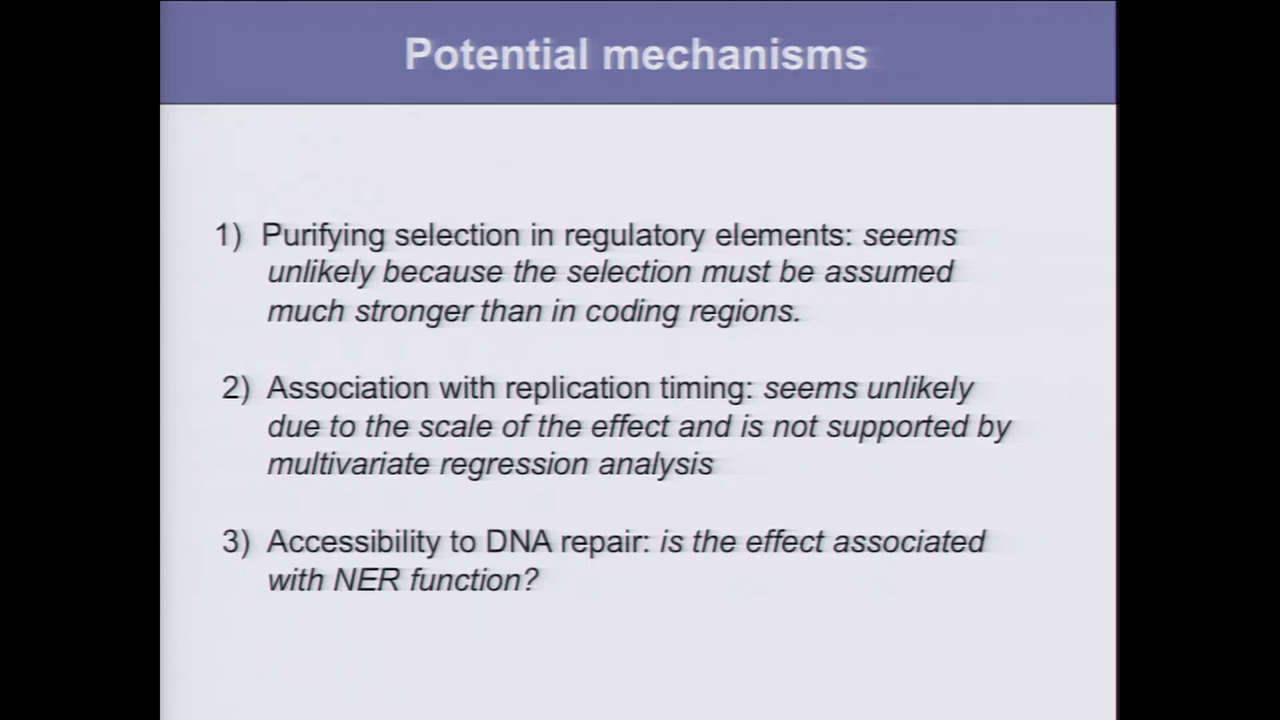 Potential mechanisms
1) Purifying selection in regulatory elements: seems
unlikely because the selection must be assumed
much stronger than in coding regions.
2) Association with replication timing: seems unlikely
due to the scale of the effect and is not supported by
multivariate regression analysis
3) Accessibility to DNA repair: is the effect associated
with NER function?